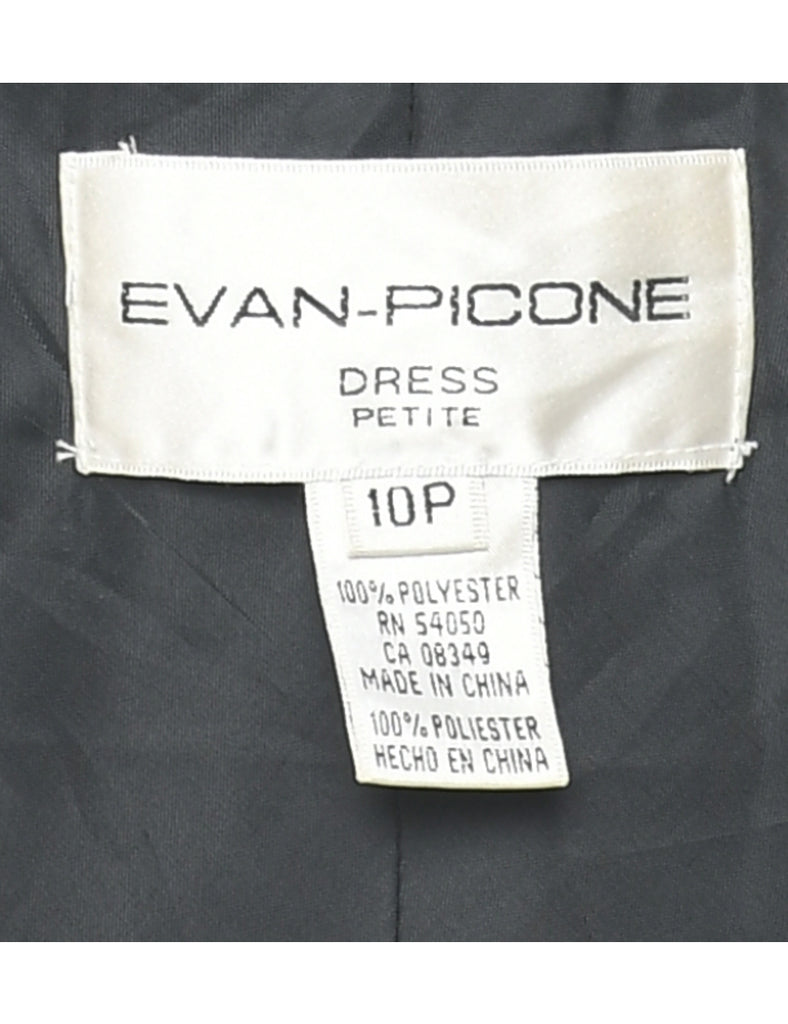 EVAN-PICONE
DRESS
PETITE
10P
100% POLYESTER
RN 54050
CA 08349
MADE IN CHINA
100% POLIESTER
HECHO EN CHINA